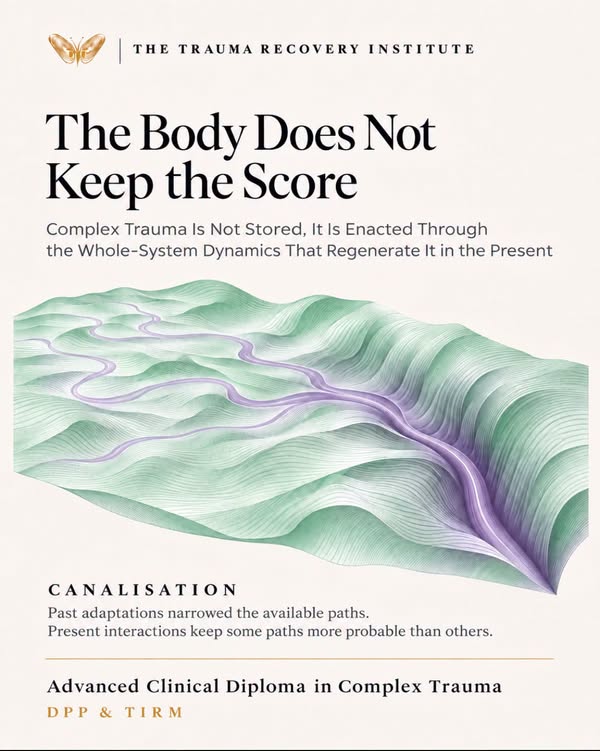 THE TRAUMA RECOVERY INSTITUTE
The Body Does Not
Keep the Score
Complex Trauma Is Not Stored, It Is Enacted Through
the Whole-System Dynamics That Regenerate It in the Present
CANALISATION
Past adaptations narrowed the available paths.
Present interactions keep some paths more probable than others.
Advanced Clinical Diploma in Complex Trauma
DPP & TIRM